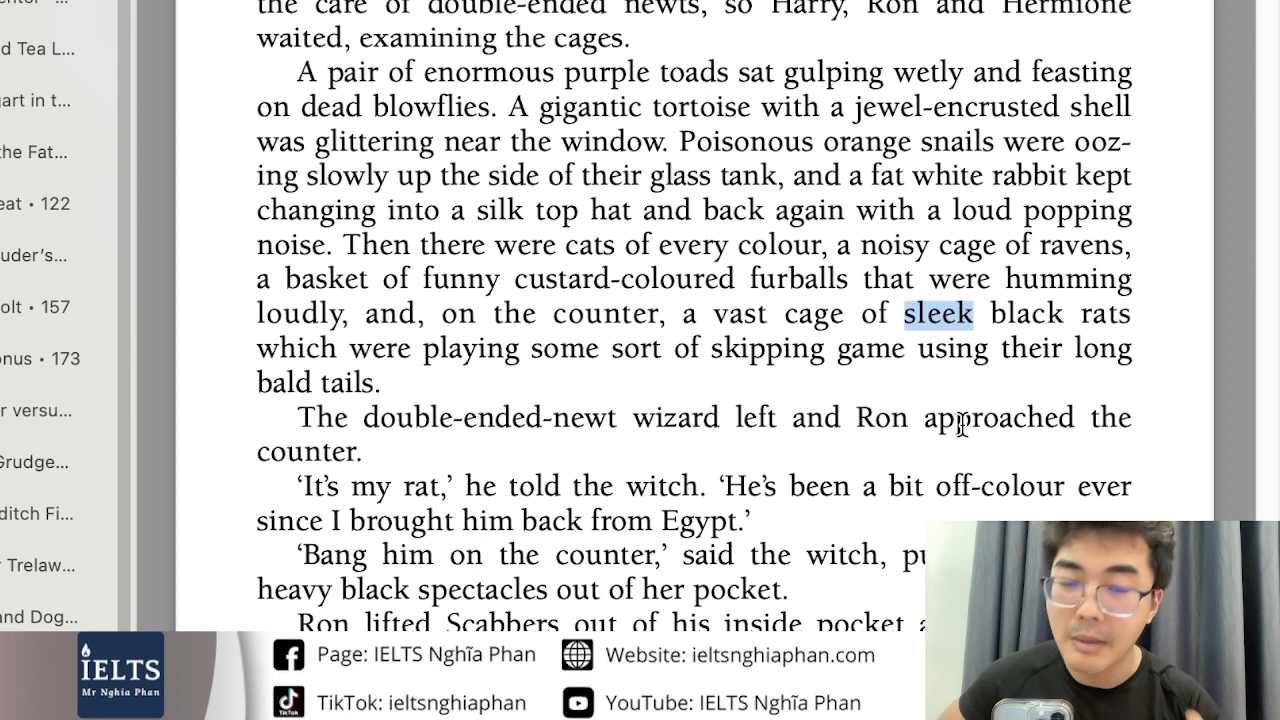 the care of double-ended newts, so Harry, Ron and Hermione
waited, examining the cages.
A pair of enormous purple toads sat gulping wetly and feasting
on dead blowflies. A gigantic tortoise with a jewel-encrusted shell
was glittering near the window. Poisonous orange snails were ooz-
ing slowly up the side of their glass tank, and a fat white rabbit kept
changing into a silk top hat and back again with a loud popping
noise. Then there were cats of every colour, a noisy cage of ravens,
a basket of funny custard-coloured furballs that were humming
loudly, and, on the counter, a vast cage of sleek black rats
which were playing some sort of skipping game using their long
bald tails.
The double-ended-newt wizard left and Ron approached the
counter.
‘It’s my rat,’ he told the witch. ‘He’s been a bit off-colour ever
since I brought him back from Egypt.’
‘Bang him on the counter,’ said the witch,
heavy black spectacles out of her pocket.
Ron lifted Scabbers out of his inside pocket
d Tea L...
gart in t...
the Fat...
eat • 122
uder’s...
olt • 157
onus • 173
r versu...
Grudge...
ditch Fi...
r Trelaw...
and Dog...
IELTS
Mr Nghia Phan
Page: IELTS Nghĩa Phan
Website: ieltsnghiaphan.com
TikTok: ieltsnghiaphan
YouTube: IELTS Nghĩa Phan